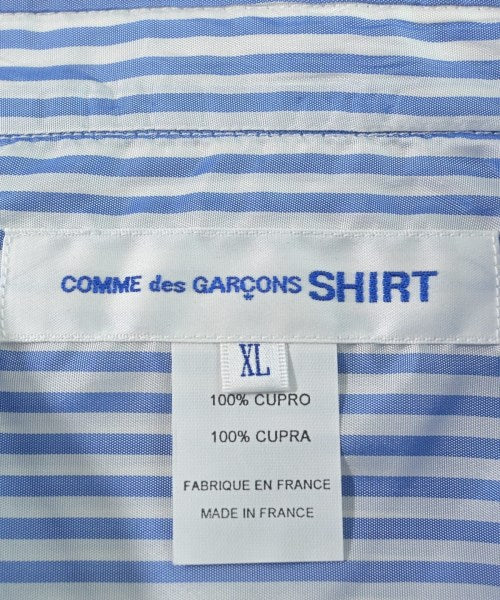 COMME des GARÇONS SHIRT
XL
100% CUPRO
100% CUPRA
FABRIQUE EN FRANCE
MADE IN FRANCE